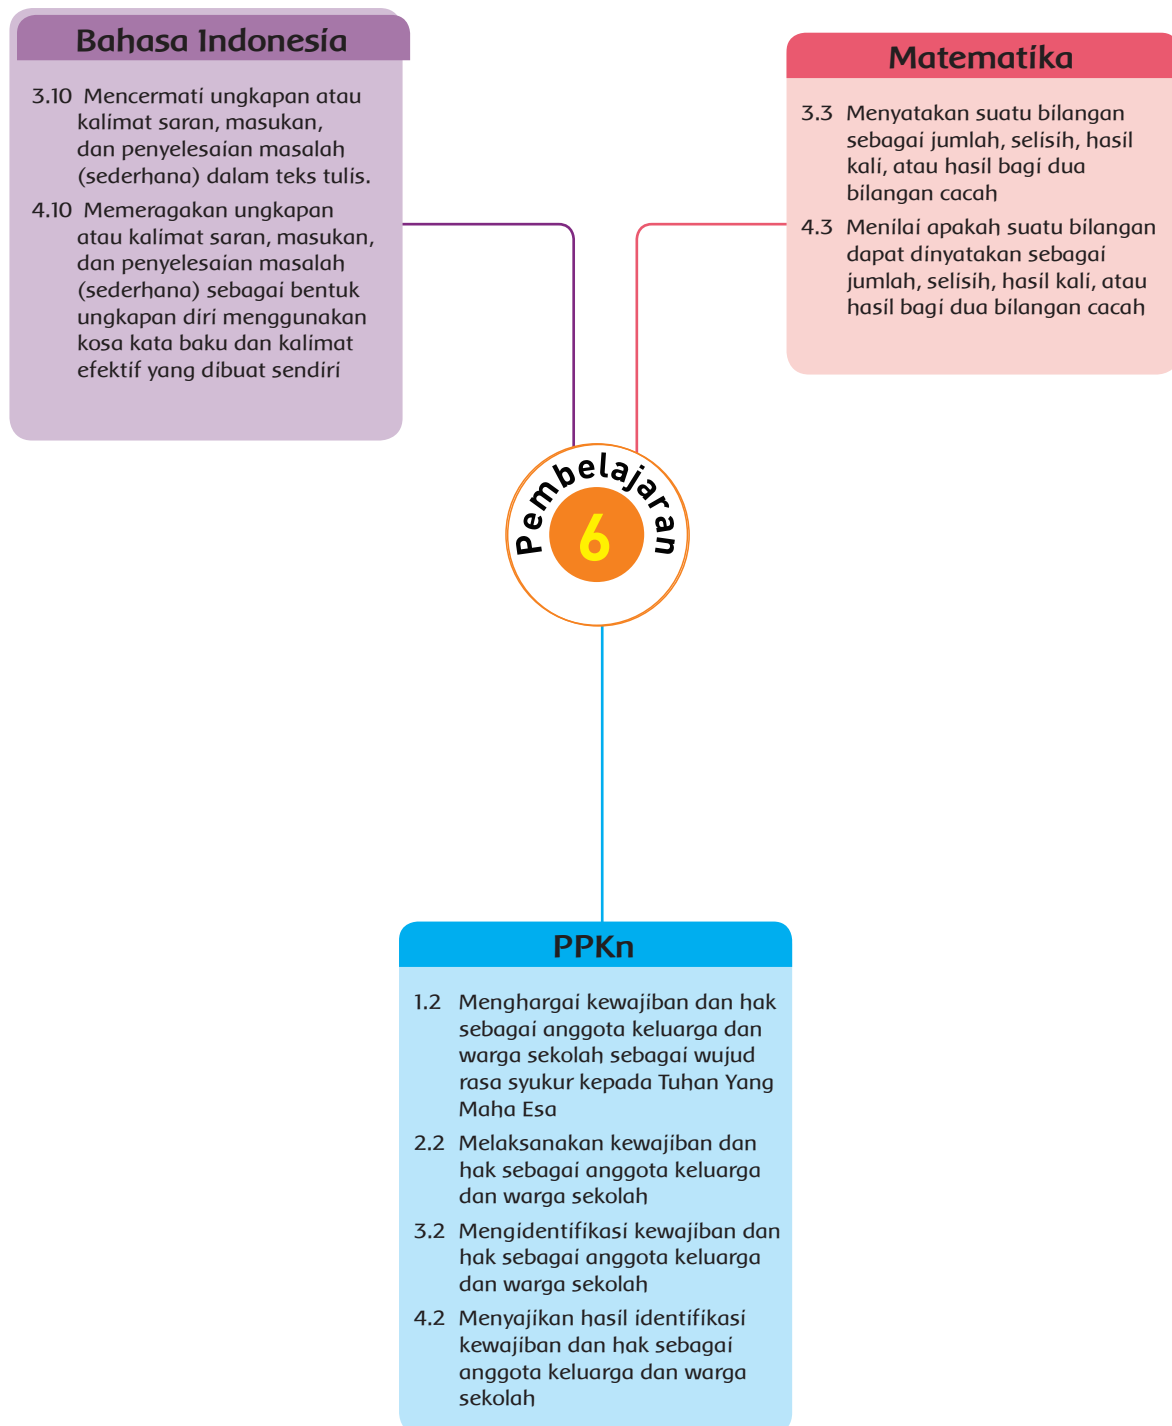 Bahasa Indonesia
3.10 Mencermati ungkapan atau
kalimat saran, masukan,
dan penyelesaian masalah
(sederhana) dalam teks tulis.
4.10 Memeragakan ungkapan
atau kalimat saran, masukan,
dan penyelesaian masalah
(sederhana) sebagai bentuk
ungkapan diri menggunakan
kosa kata baku dan kalimat
efektif yang dibuat sendiri
Matematika
3.3 Menyatakan suatu bilangan
sebagai jumlah, selisih, hasil
kali, atau hasil bagi dua
bilangan cacah
4.3 Menilai apakah suatu bilangan
dapat dinyatakan sebagai
jumlah, selisih, hasil kali, atau
hasil bagi dua bilangan cacah
Pembelajaran
6
PPKn
1.2 Menghargai kewajiban dan hak
sebagai anggota keluarga dan
warga sekolah sebagai wujud
rasa syukur kepada Tuhan Yang
Maha Esa
2.2 Melaksanakan kewajiban dan
hak sebagai anggota keluarga
dan warga sekolah
3.2 Mengidentifikasi kewajiban dan
hak sebagai anggota keluarga
dan warga sekolah
4.2 Menyajikan hasil identifikasi
kewajiban dan hak sebagai
anggota keluarga dan warga
sekolah